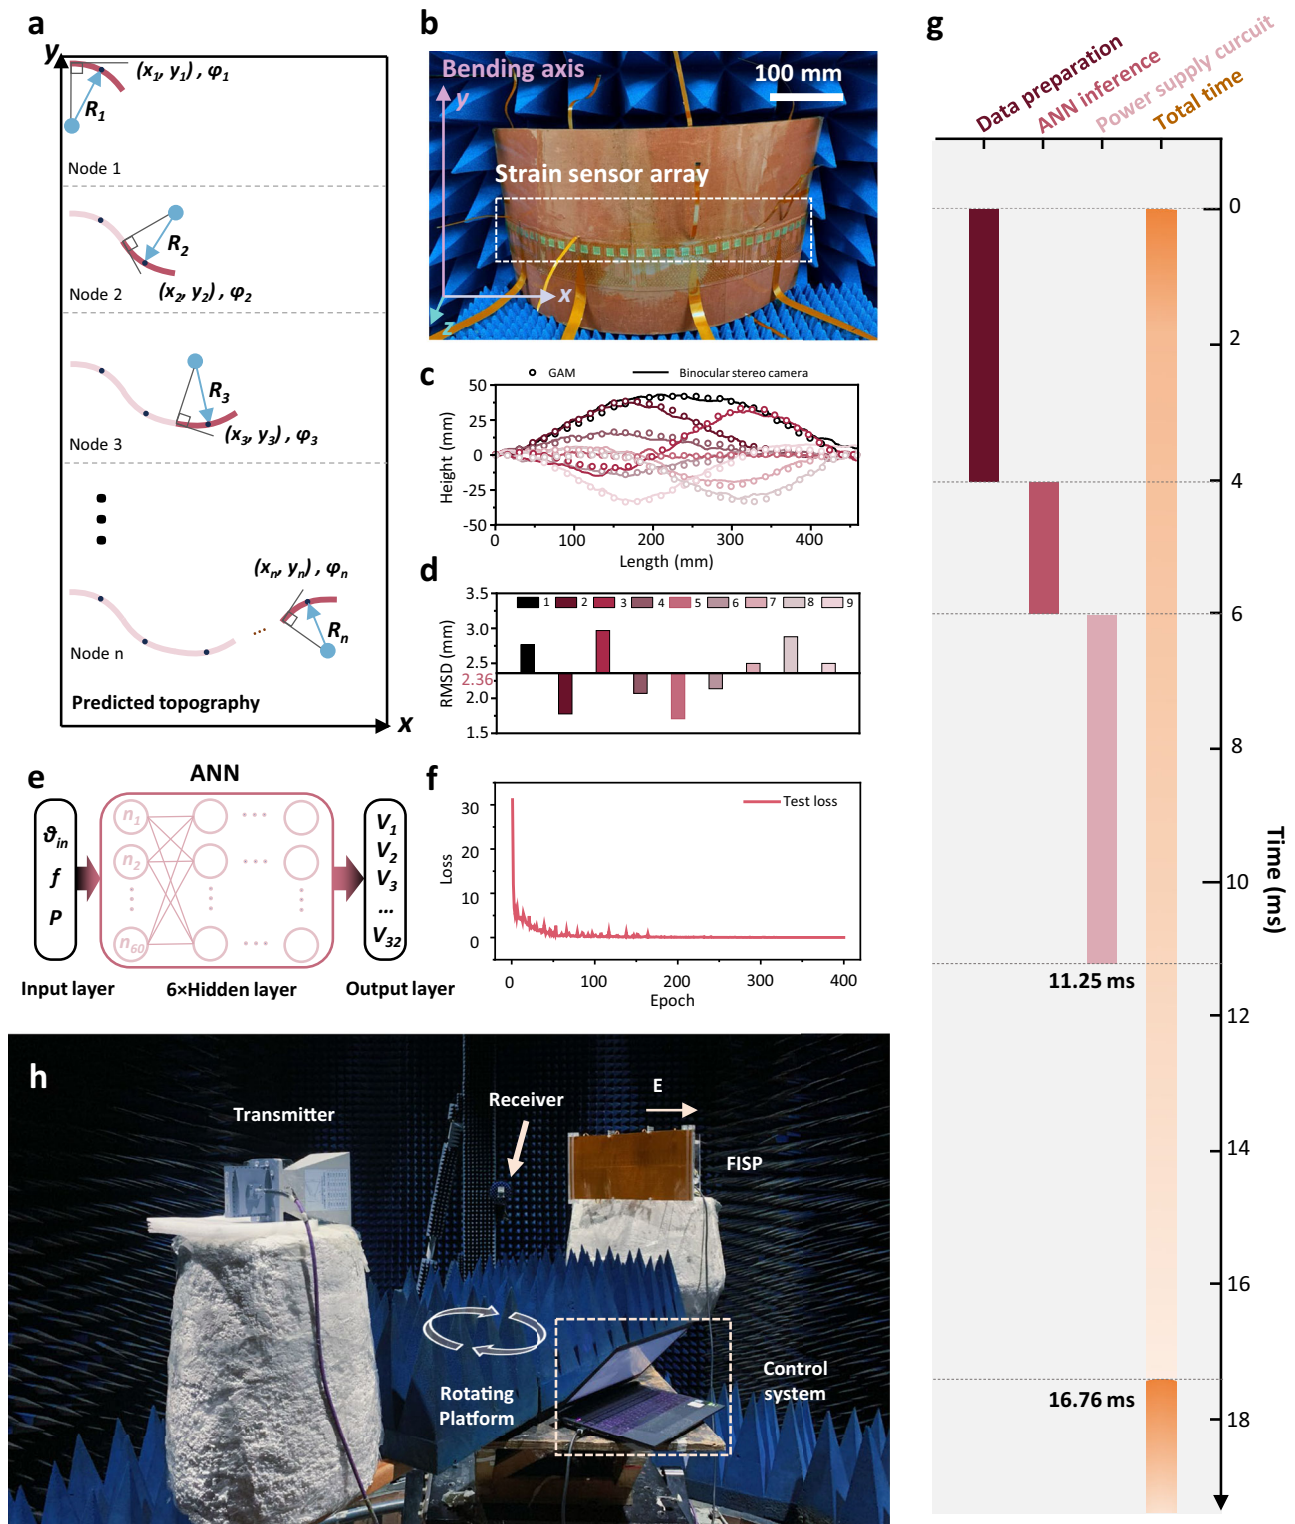 a
y
(x1, y1) , φ1
R1
Node 1
R2
(x2, y2) , φ2
Node 2
R3
(x3, y3) , φ3
Node 3
(xn, yn) , φn
...
Rn
Node n
Predicted topography
x
b
Bending axis
y
100 mm
Strain sensor array
x
z
c
GAM
Binocular stereo camera
50
25
0
-25
-50
Height (mm)
0 100 200 300 400
Length (mm)
d
3.5
3.0
2.5
2.36
2.0
1.5
RMSD (mm)
1 2 3 4 5 6 7 8 9
e
ANN
ϑin
f
P
n1
n2
n60
V1
V2
V3
...
V32
Input layer
6×Hidden layer
Output layer
f
Test loss
30
20
10
0
Loss
0 100 200 300 400
Epoch
g
Data preparation
ANN inference
Power supply curcuit
Total time
0
2
4
6
8
10
12
14
16
18
Time (ms)
11.25 ms
16.76 ms
h
Transmitter
Receiver
E
FISP
Rotating
Platform
Control
system